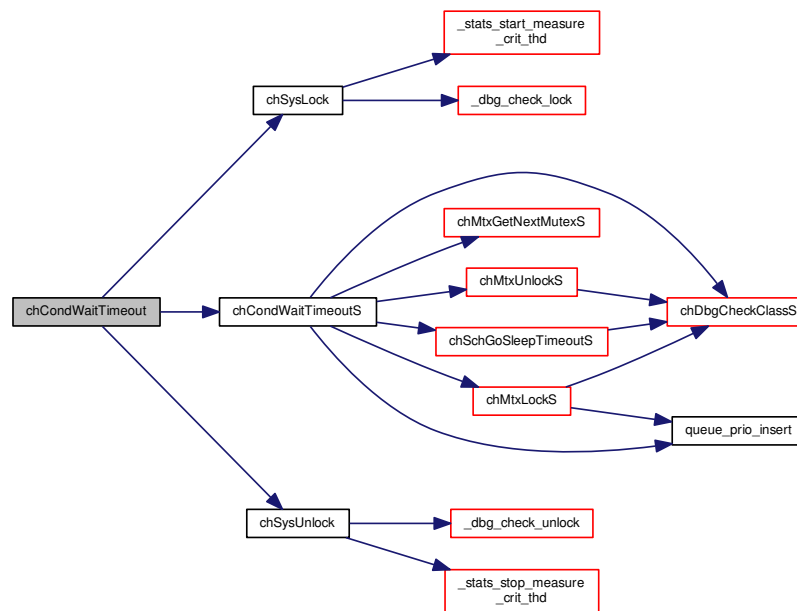 _stats_start_measure
_crit_thd
chSysLock
_dbg_check_lock
chMtxGetNextMutexS
chMtxUnlockS
chDbgCheckClassS
chCondWaitTimeout
chCondWaitTimeoutS
chSchGoSleepTimeoutS
chMtxLockS
queue_prio_insert
chSysUnlock
_dbg_check_unlock
_stats_stop_measure
_crit_thd